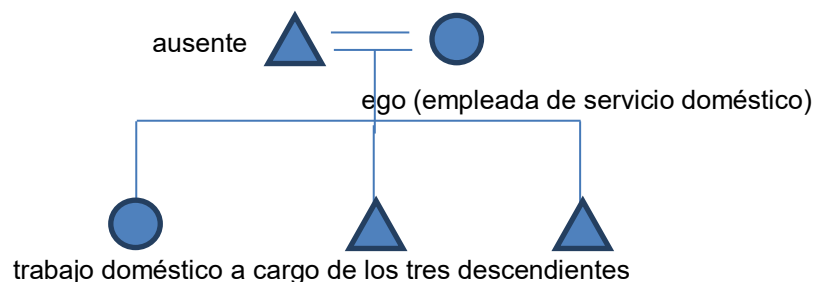 ausente
ego (empleada de servicio doméstico)
trabajo doméstico a cargo de los tres descendientes